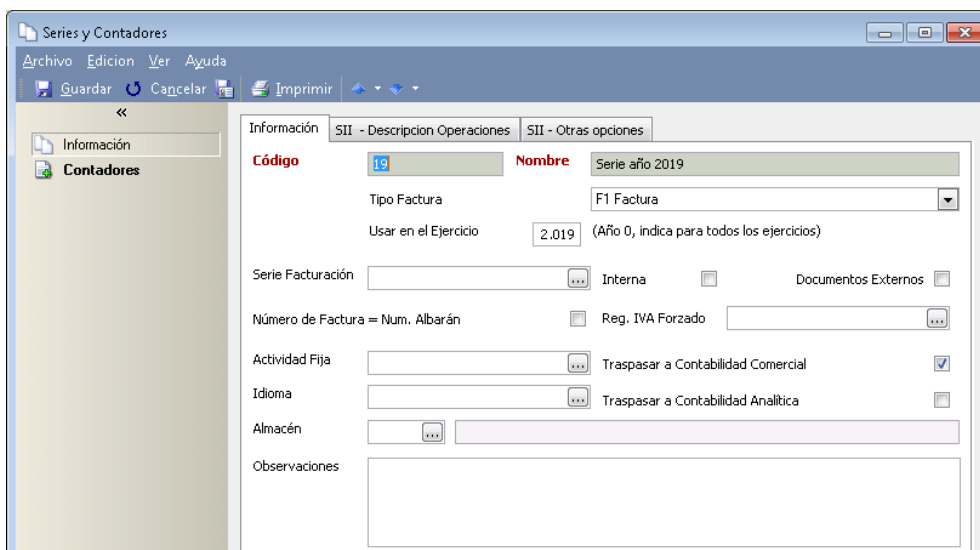 Series y Contadores
Archivo Edicion Ver Ayuda
Guardar Cancelar Imprimir
«
Información
Contadores
Información SII - Descripcion Operaciones SII - Otras opciones
Código 19 Nombre Serie año 2019
Tipo Factura F1 Factura
Usar en el Ejercicio 2.019 (Año 0, indica para todos los ejercicios)
Serie Facturación ... Interna Documentos Externos
Número de Factura = Num. Albarán Reg. IVA Forzado ...
Actividad Fija ... Traspasar a Contabilidad Comercial
Idioma ... Traspasar a Contabilidad Analítica
Almacén ...
Observaciones